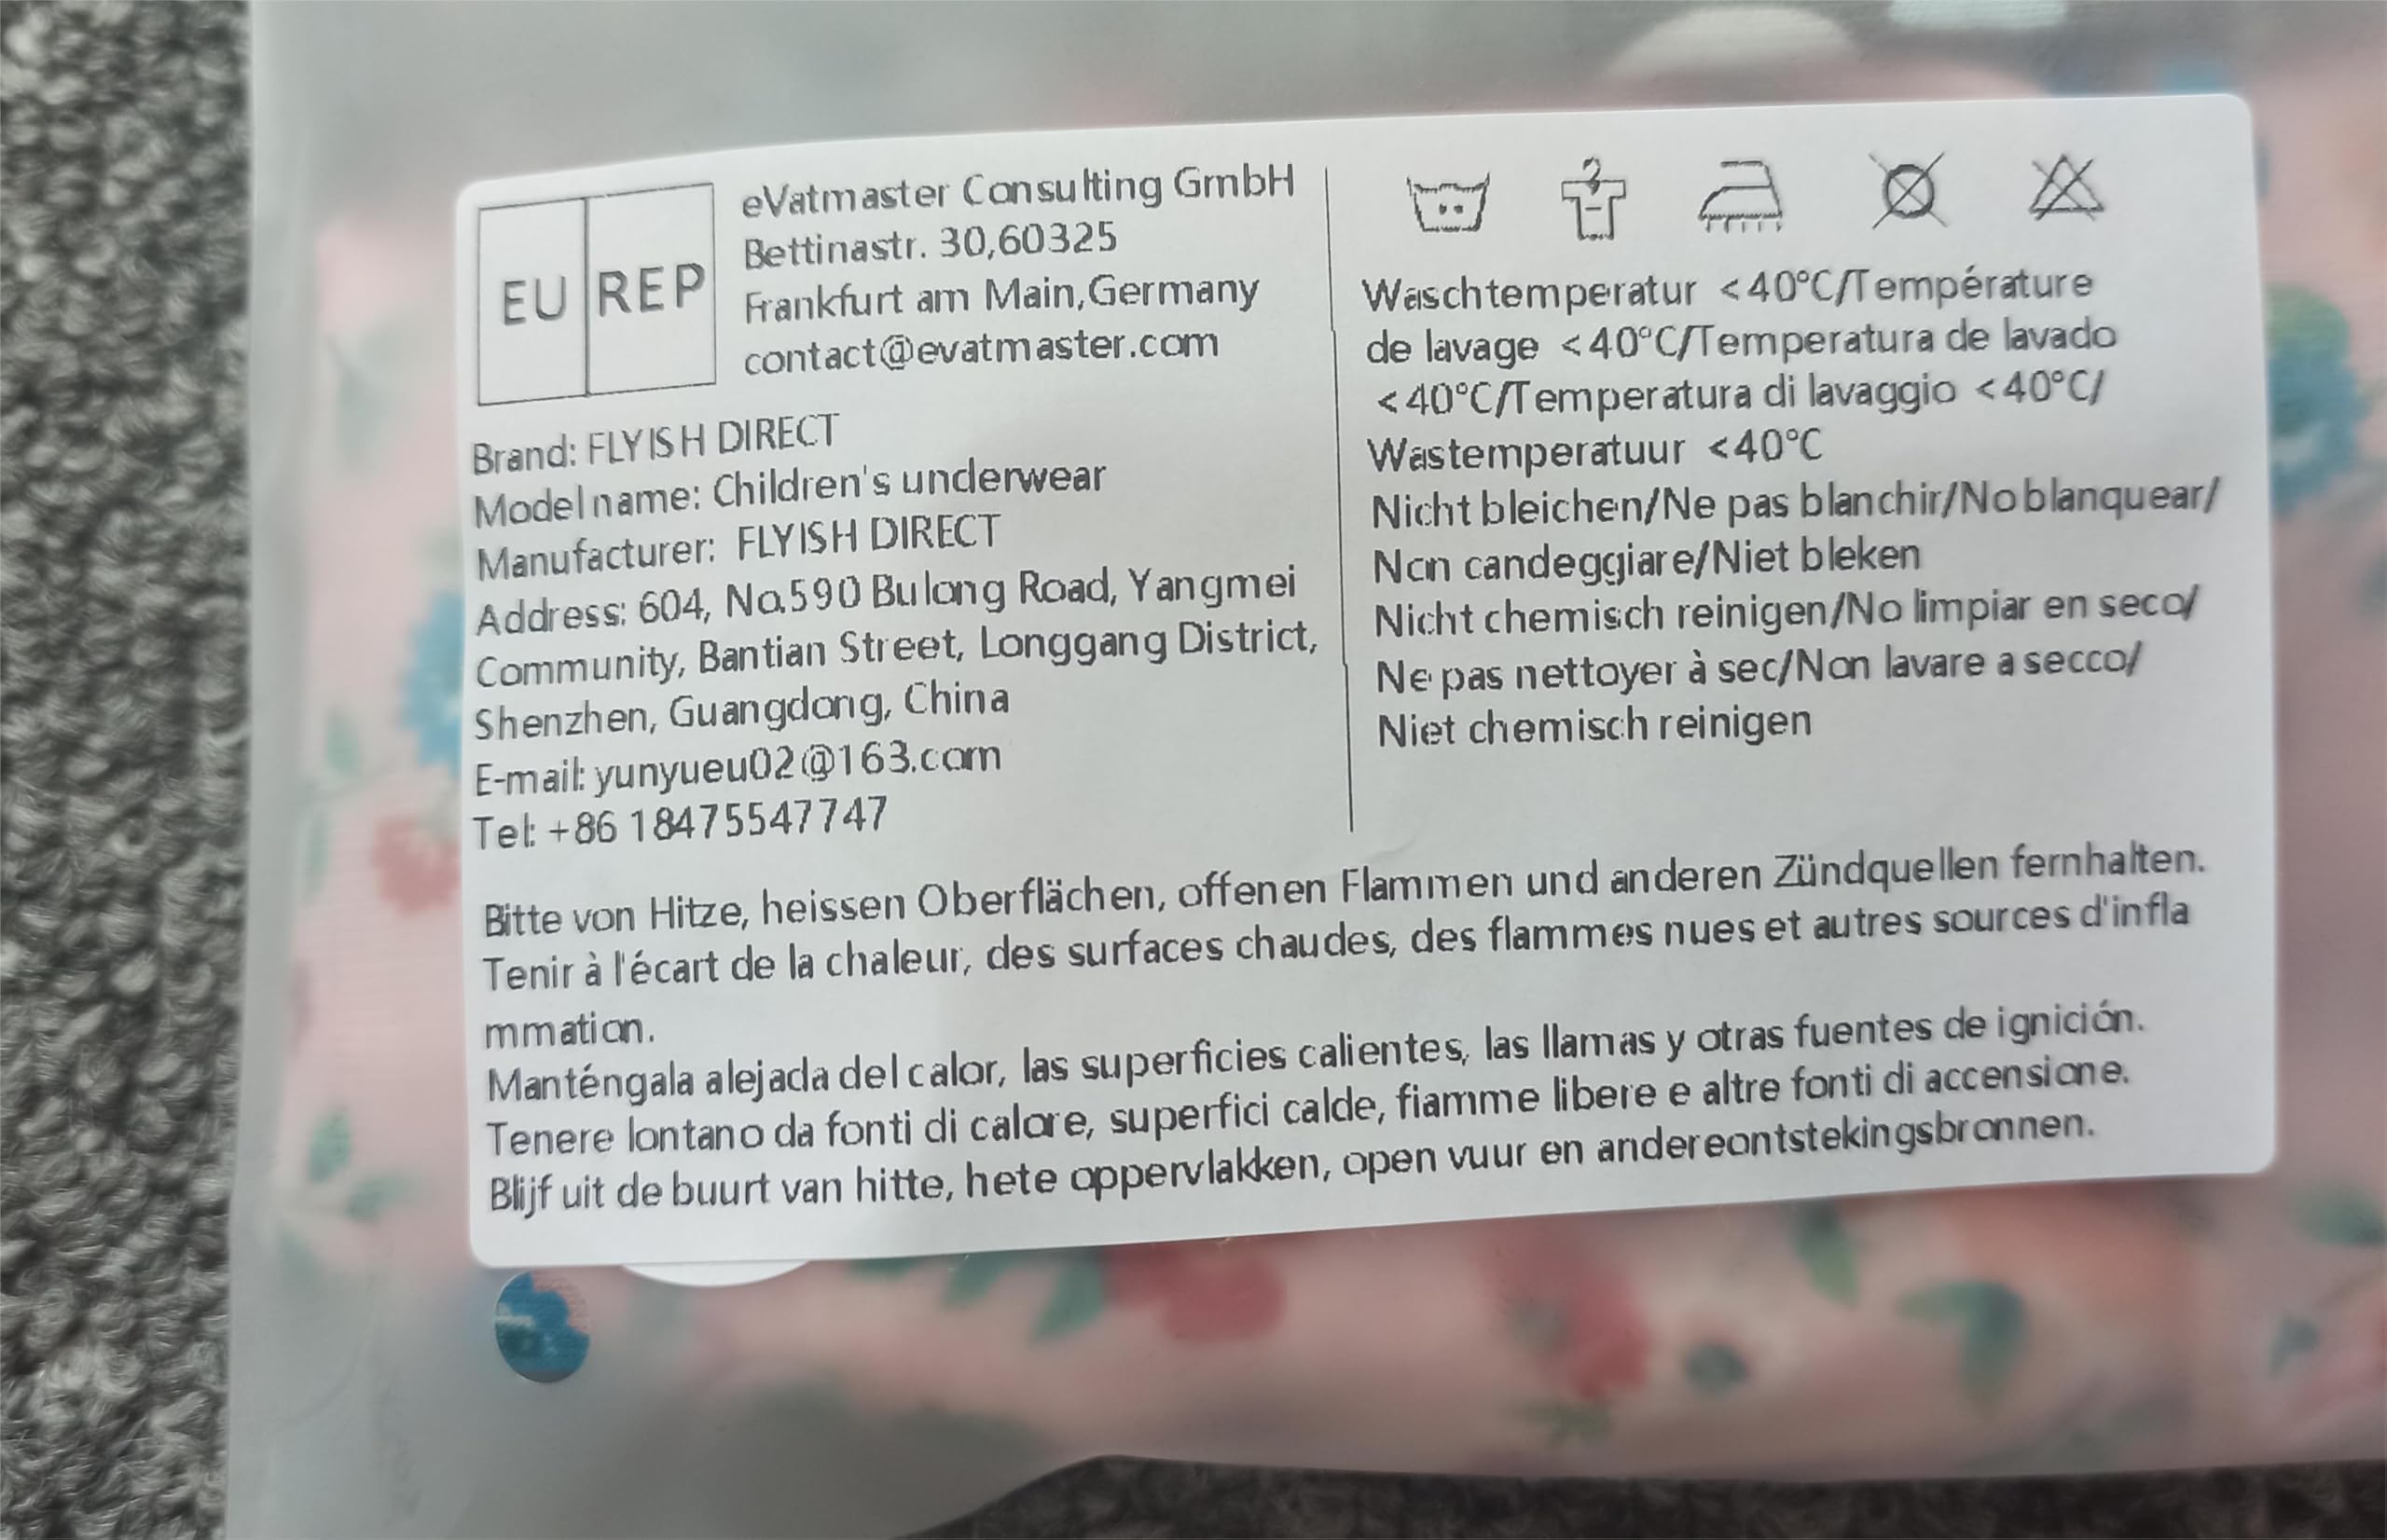 EU REP
eVatmaster Consulting GmbH
Bettinastr. 30,60325
Frankfurt am Main,Germany
contact@evatmaster.com
Brand: FLYISH DIRECT
Model name: Children's underwear
Manufacturer: FLYISH DIRECT
Address: 604, No.590 Bulong Road, Yangmei
Community, Bantian Street, Longgang District,
Shenzhen, Guangdong, China
E-mail: yunyueu02@163.com
Tel: +86 18475547747
Waschtemperatur <40°C/Température
de lavage <40°C/Temperatura de lavado
<40°C/Temperatura di lavaggio <40°C/
Wastemperatuur <40°C
Nicht bleichen/Ne pas blanchir/No blanquear/
Non candeggiare/Niet bleken
Nicht chemisch reinigen/No limpiar en seco/
Ne pas nettoyer à sec/Non lavare a secco/
Niet chemisch reinigen
Bitte von Hitze, heissen Oberflächen, offenen Flammen und anderen Zündquellen fernhalten.
Tenir à l'écart de la chaleur, des surfaces chaudes, des flammes nues et autres sources d'infla
mmation.
Manténgala alejada del calor, las superficies calientes, las llamas y otras fuentes de ignición.
Tenere lontano da fonti di calore, superfici calde, fiamme libere e altre fonti di accensione.
Blijf uit de buurt van hitte, hete oppervlakken, open vuur en andereontstekingsbronnen.